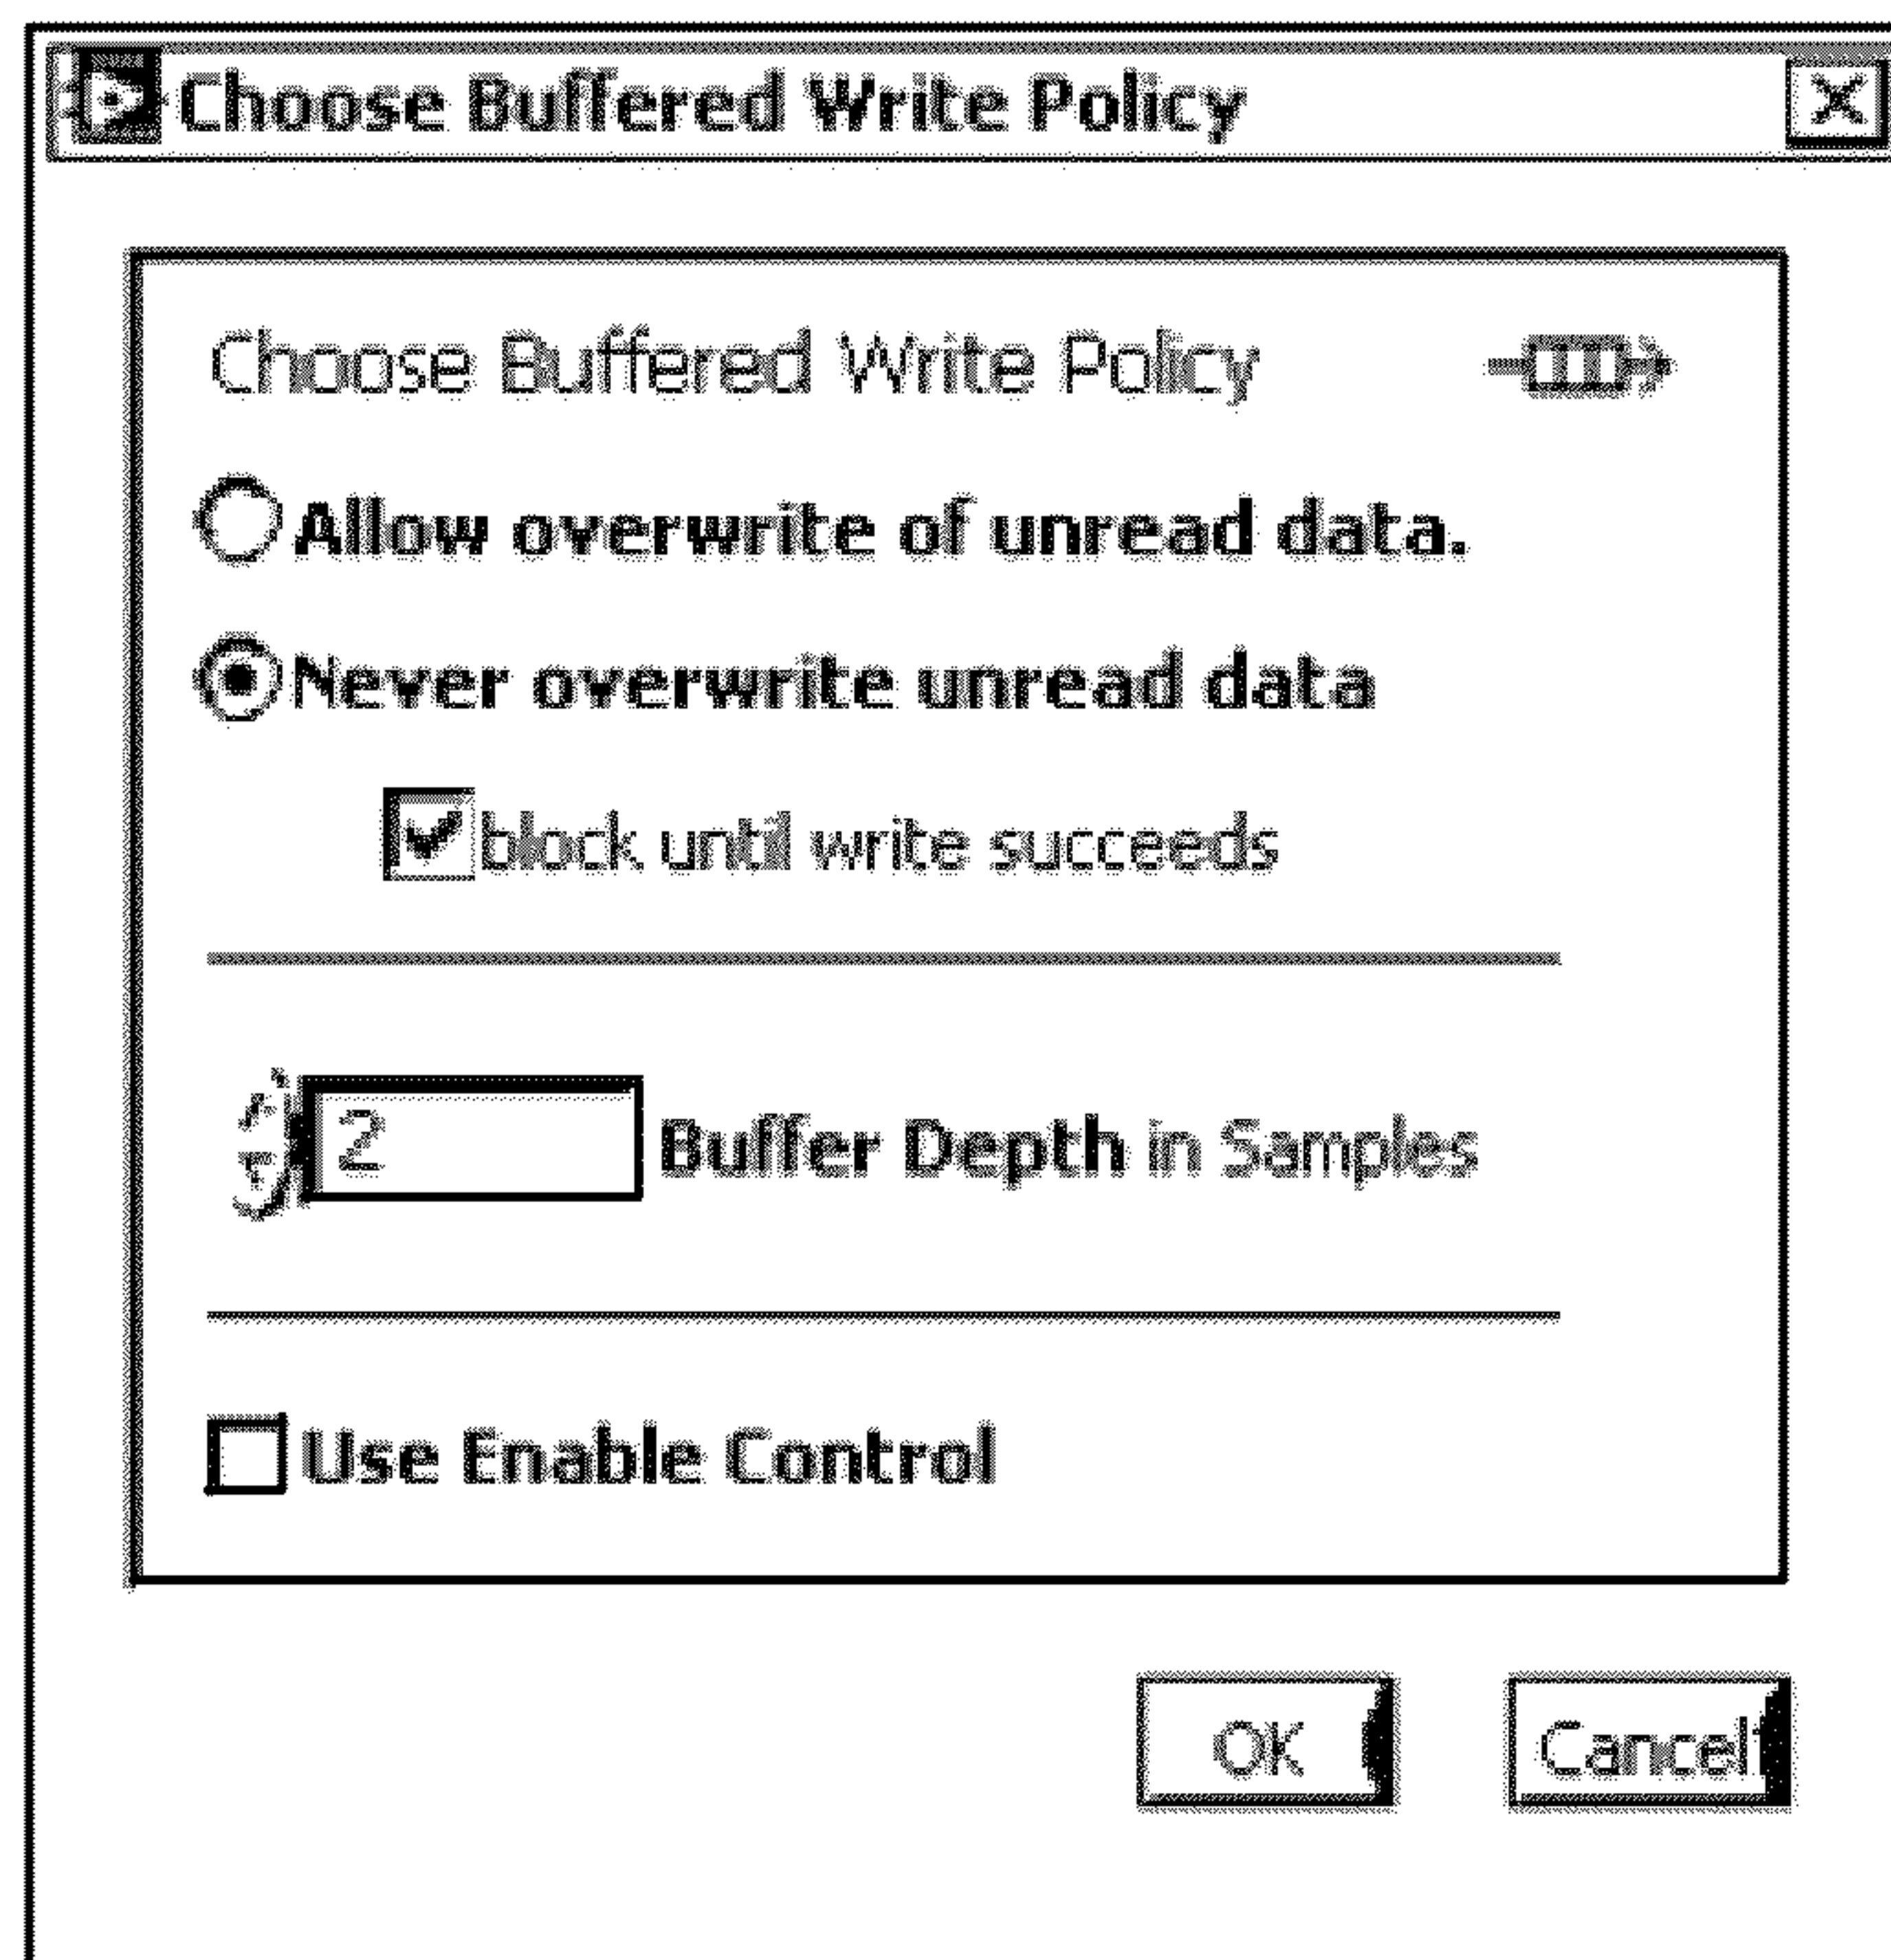 Choose Buffered Write Policy
Choose Buffered Write Policy
Allow overwrite of unread data.
Never overwrite unread data
block until write succeeds
2 Buffer Depth in Samples
Use Enable Control
OK Cancel